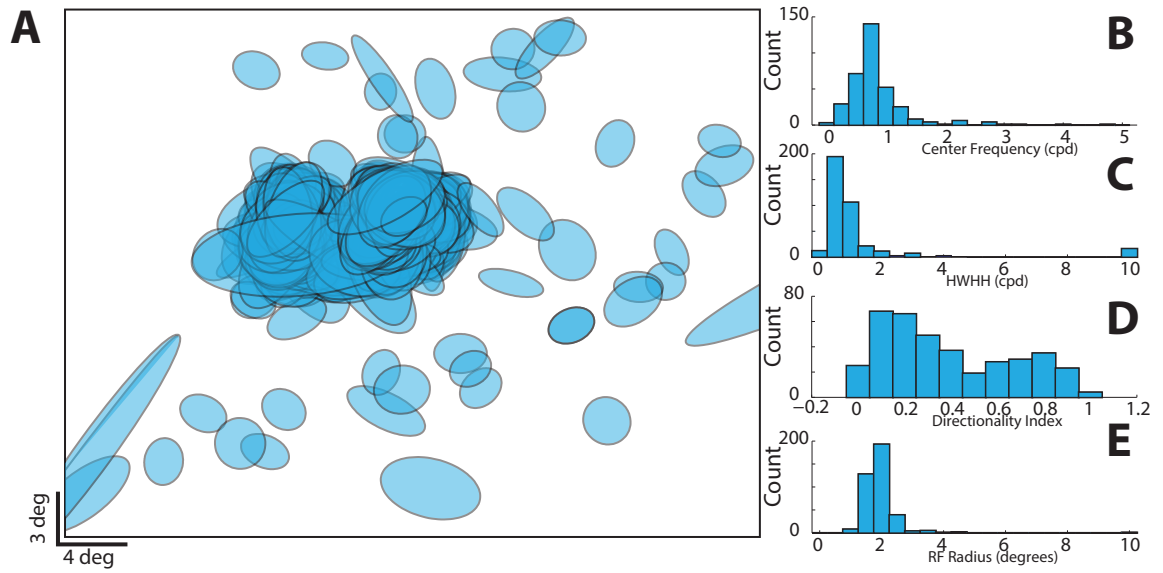 A
3 deg
4 deg
B
Count
150
0
0 1 2 3 4 5
Center Frequency (cpd)
C
Count
200
0
0 2 4 6 8 10
HWHH (cpd)
D
Count
80
0
−0.2 0 0.2 0.4 0.6 0.8 1 1.2
Directionality Index
E
Count
200
0
0 2 4 6 8 10
RF Radius (degrees)